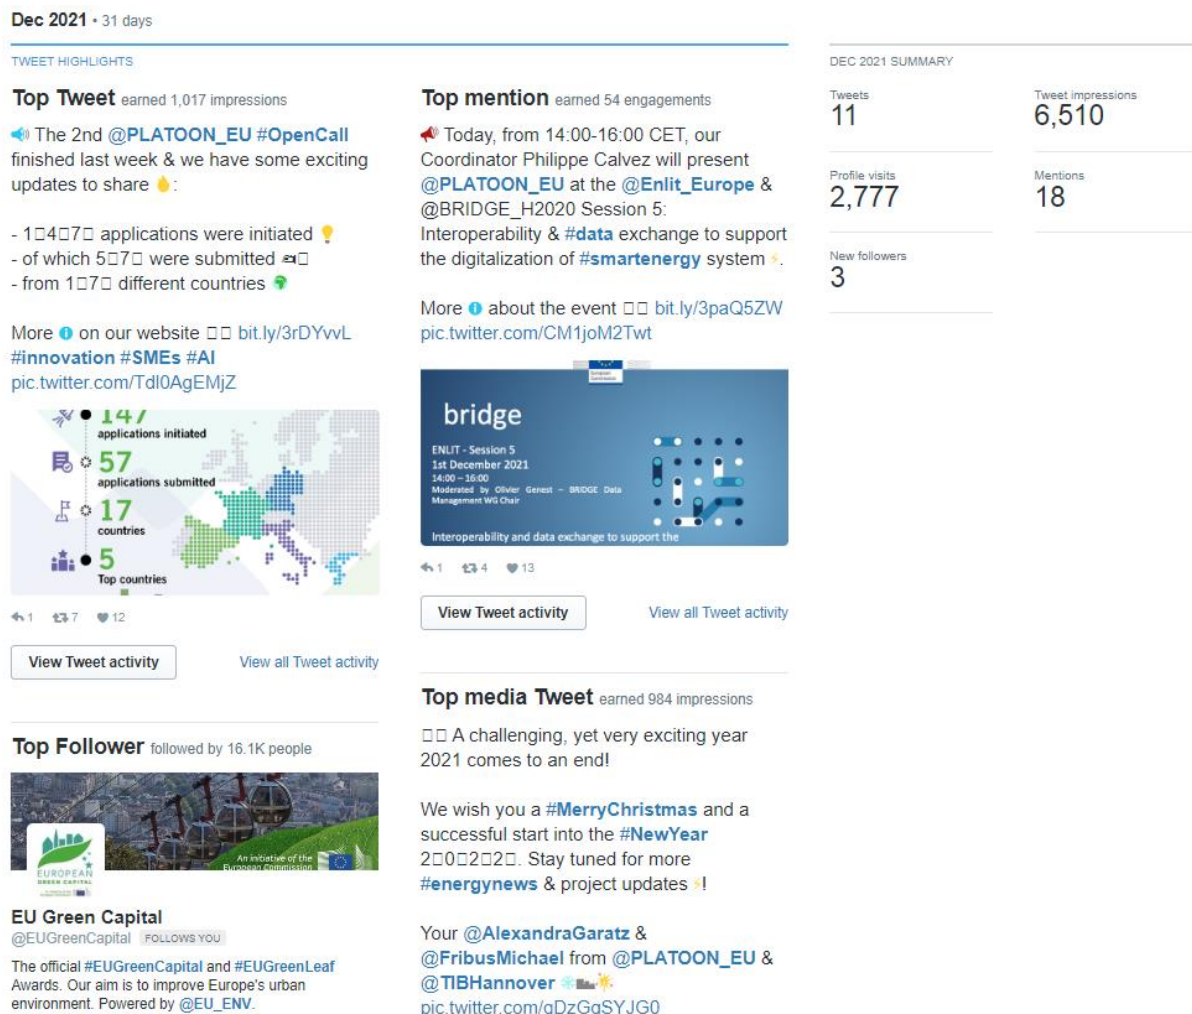 Dec 2021 • 31 days
TWEET HIGHLIGHTS
Top Tweet earned 1,017 impressions
The 2nd @PLATOON_EU #OpenCall
finished last week & we have some exciting
updates to share :
- 1□4□7□ applications were initiated
- of which 5□7□ were submitted
- from 1□7□ different countries
More on our website □□ bit.ly/3rDYvvL
#innovation #SMEs #AI
pic.twitter.com/TdI0AgEMjZ
147
applications initiated
57
applications submitted
17
countries
5
Top countries
1 7 12
View Tweet activity View all Tweet activity
Top Follower followed by 16.1K people
An initiative of the
European Commission
EUROPEAN
GREEN CAPITAL
EU Green Capital
@EUGreenCapital FOLLOWS YOU
The official #EUGreenCapital and #EUGreenLeaf
Awards. Our aim is to improve Europe's urban
environment. Powered by @EU_ENV.
Top mention earned 54 engagements
Today, from 14:00-16:00 CET, our
Coordinator Philippe Calvez will present
@PLATOON_EU at the @Enlit_Europe &
@BRIDGE_H2020 Session 5:
Interoperability & #data exchange to support
the digitalization of #smartenergy system .
More about the event □□ bit.ly/3paQ5ZW
pic.twitter.com/CM1joM2Twt
European
Commission
bridge
ENLIT - Session 5
1st December 2021
14:00 – 16:00
Moderated by Olivier Genest – BRIDGE Data
Management WG Chair
Interoperability and data exchange to support the
1 4 13
View Tweet activity View all Tweet activity
Top media Tweet earned 984 impressions
□□ A challenging, yet very exciting year
2021 comes to an end!
We wish you a #MerryChristmas and a
successful start into the #NewYear
2□0□2□2□. Stay tuned for more
#energynews & project updates !
Your @AlexandraGaratz &
@FribusMichael from @PLATOON_EU &
@TIBHannover
pic.twitter.com/gDzGgSYJG0
DEC 2021 SUMMARY
Tweets
11
Tweet impressions
6,510
Profile visits
2,777
Mentions
18
New followers
3